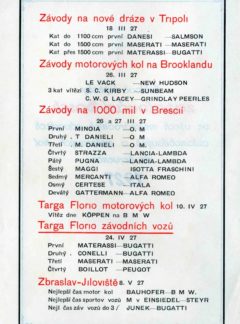 Závody na nové dráze v Tripoli
18 III 27
Kat do 1100 ccm první DANESI — SALMSON
Kat do 1500 ccm první MASERATI — MASERATI
Kat přes 1500 ccm první MATERASSI — BUGATTI
Závody motorových kol na Brooklandu
26. III 27
LE VACK — NEW HUDSON
3 kat vítězi S. C. KIRBY — SUNBEAM
C. W. G LACEY — GRINDLAY PEERLES
Závody na 1000 mil v Brescii
26 a 27 III 27
První MINOIA — O. M.
Druhý . T DANIELI — O. M
Třetí . M. DANIELI — O. M.
Čtvrtý STRAZZA — LANCIA-LAMBDA
Pátý PUGNA — LANCIA-LAMBDA
Šestý MAGGI — ISOTTA FRASCHINI
Sedmý MERCANTI — ALFA ROMEO
Osmý CERTESE — ITALA
Devátý GATTERMANN — ALFA ROMEO
Targa Florio motorových kol 10. IV 27
Vítěz dne KÖPPEN na B M W
Targa Florio závodních vozů
24. IV 27
První MATERASSI — BUGATTI
Druhý . CONELLI — BUGATTI
Třetí MASERATI — MASERATI
Čtvrtý BOILLOT — PEUGOT
Zbraslav-Jíloviště 8. V 27
Nejlepší čas motor kol BAUHOFER — B M W.
Nejlepší čas sportov vozů M v EINSIEDEL — STEYR
Nejl čas záv vozů do 3 l JUNEK — BUGATTI